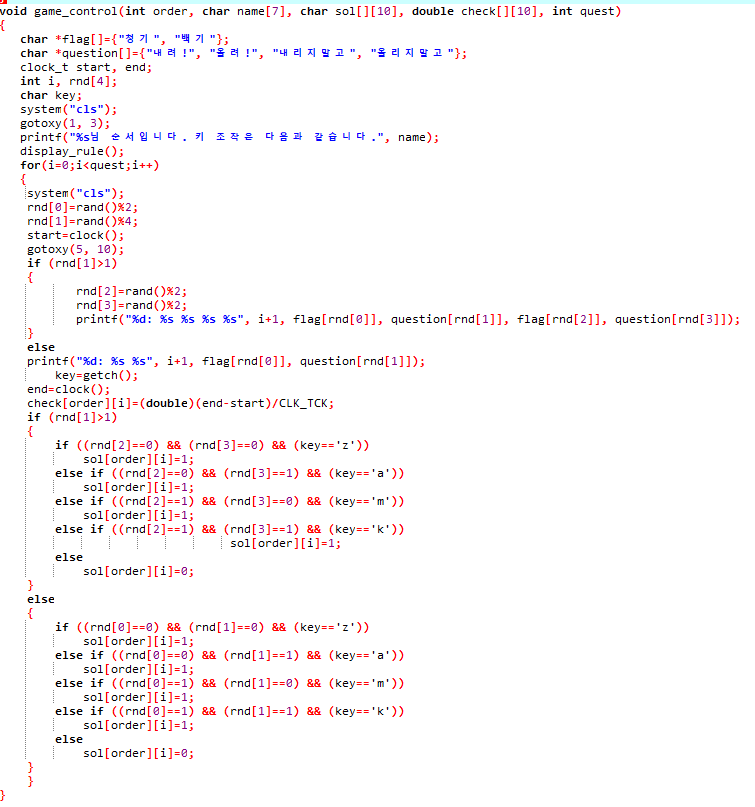 void game_control(int order, char name[7], char sol[][10], double check[][10], int quest)
{
char *flag[]={"청기", "백기"};
char *question[]={"내려!", "올려!", "내리지말고", "올리지말고"};
clock_t start, end;
int i, rnd[4];
char key;
system("cls");
gotoxy(1, 3);
printf("%s님 순서입니다. 키 조작은 다음과 같습니다.", name);
display_rule();
for(i=0;i<quest;i++)
{
system("cls");
rnd[0]=rand()%2;
rnd[1]=rand()%4;
start=clock();
gotoxy(5, 10);
if (rnd[1]>1)
{
rnd[2]=rand()%2;
rnd[3]=rand()%2;
printf("%d: %s %s %s %s", i+1, flag[rnd[0]], question[rnd[1]], flag[rnd[2]], question[rnd[3]]);
}
else
printf("%d: %s %s", i+1, flag[rnd[0]], question[rnd[1]]);
key=getch();
end=clock();
check[order][i]=(double)(end-start)/CLK_TCK;
if (rnd[1]>1)
{
if ((rnd[2]==0) && (rnd[3]==0) && (key=='z'))
sol[order][i]=1;
else if ((rnd[2]==0) && (rnd[3]==1) && (key=='a'))
sol[order][i]=1;
else if ((rnd[2]==1) && (rnd[3]==0) && (key=='m'))
sol[order][i]=1;
else if ((rnd[2]==1) && (rnd[3]==1) && (key=='k'))
sol[order][i]=1;
else
sol[order][i]=0;
}
else
{
if ((rnd[0]==0) && (rnd[1]==0) && (key=='z'))
sol[order][i]=1;
else if ((rnd[0]==0) && (rnd[1]==1) && (key=='a'))
sol[order][i]=1;
else if ((rnd[0]==1) && (rnd[1]==0) && (key=='m'))
sol[order][i]=1;
else if ((rnd[0]==1) && (rnd[1]==1) && (key=='k'))
sol[order][i]=1;
else
sol[order][i]=0;
}
}
}